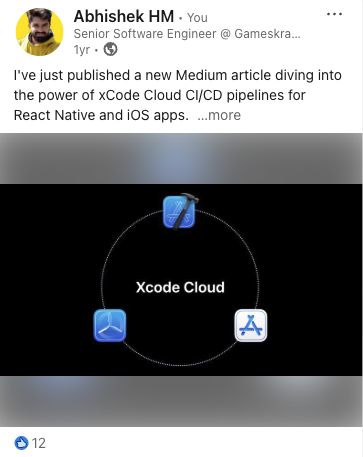 Abhishek HM • You
Senior Software Engineer @ Gameskra...
1yr •
I've just published a new Medium article diving into
the power of xCode Cloud CI/CD pipelines for
React Native and iOS apps. ...more
Xcode Cloud
12